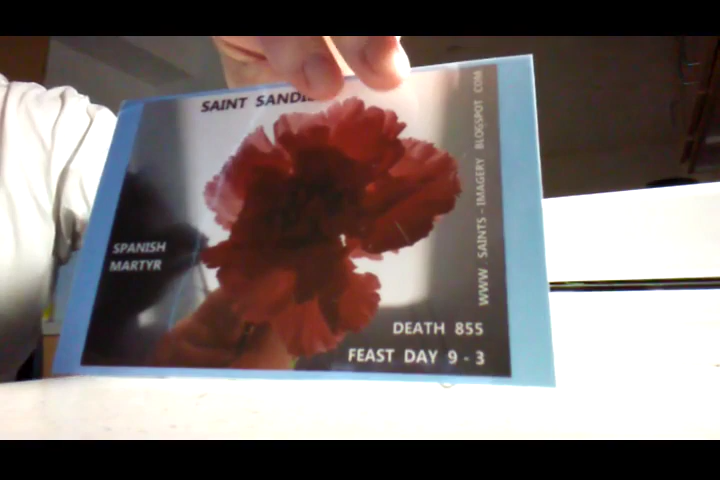 SAINT
SPANISH
MARTYR
WWW SAINTS - IMAGERY BLOGSPOT COM
DEATH 855
FEAST DAY 9 - 3